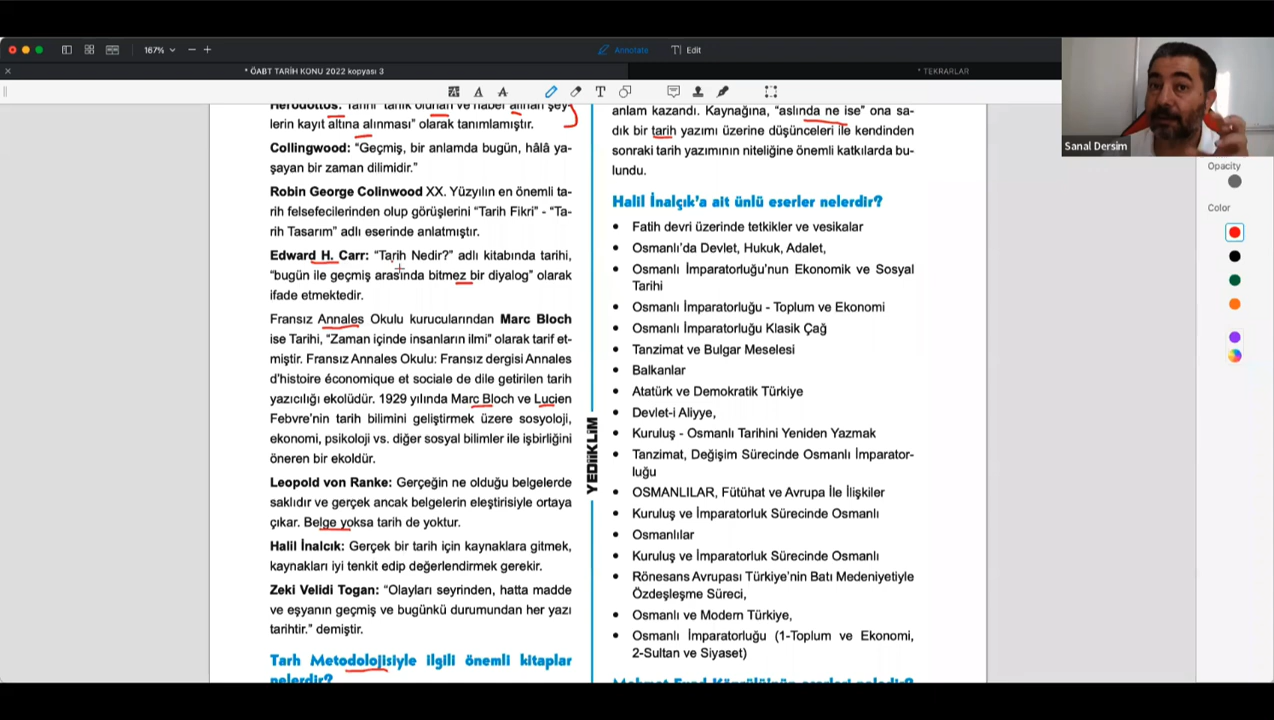 167%
Annotate
Edit
* ÖABT TARİH KONU 2022 kopyası 3
* TEKRARLAR
Herodottos: Tarihi "tanık olunan ve haber alınan şey-
lerin kayıt altına alınması" olarak tanımlamıştır.
Collingwood: "Geçmiş, bir anlamda bugün, hâlâ ya-
şayan bir zaman dilimidir."
Robin George Colinwood XX. Yüzyılın en önemli ta-
rih felsefecilerinden olup görüşlerini "Tarih Fikri" - "Ta-
rih Tasarım" adlı eserinde anlatmıştır.
Edward H. Carr: "Tarih Nedir?" adlı kitabında tarihi,
"bugün ile geçmiş arasında bitmez bir diyalog" olarak
ifade etmektedir.
Fransız Annales Okulu kurucularından Marc Bloch
ise Tarihi, "Zaman içinde insanların ilmi" olarak tarif et-
miştir. Fransız Annales Okulu: Fransız dergisi Annales
d'histoire économique et sociale de dile getirilen tarih
yazıcılığı ekolüdür. 1929 yılında Marc Bloch ve Lucien
Febvre'nin tarih bilimini geliştirmek üzere sosyoloji,
ekonomi, psikoloji vs. diğer sosyal bilimler ile işbirliğini
öneren bir ekoldür.
Leopold von Ranke: Gerçeğin ne olduğu belgelerde
saklıdır ve gerçek ancak belgelerin eleştirisiyle ortaya
çıkar. Belge yoksa tarih de yoktur.
Halil İnalcık: Gerçek bir tarih için kaynaklara gitmek,
kaynakları iyi tenkit edip değerlendirmek gerekir.
Zeki Velidi Togan: "Olayları seyrinden, hatta madde
ve eşyanın geçmiş ve bugünkü durumundan her yazı
tarihtir." demiştir.
Tarh Metodolojisiyle ilgili önemli kitaplar
nelerdir?
YEDİİKLİM
anlam kazandı. Kaynağına, "aslında ne ise" ona sa-
dık bir tarih yazımı üzerine düşünceleri ile kendinden
sonraki tarih yazımının niteliğine önemli katkılarda bu-
lundu.
Halil İnalçık'a ait ünlü eserler nelerdir?
• Fatih devri üzerinde tetkikler ve vesikalar
• Osmanlı'da Devlet, Hukuk, Adalet,
• Osmanlı İmparatorluğu'nun Ekonomik ve Sosyal
Tarihi
• Osmanlı İmparatorluğu - Toplum ve Ekonomi
• Osmanlı İmparatorluğu Klasik Çağ
• Tanzimat ve Bulgar Meselesi
• Balkanlar
• Atatürk ve Demokratik Türkiye
• Devlet-i Aliyye,
• Kuruluş - Osmanlı Tarihini Yeniden Yazmak
• Tanzimat, Değişim Sürecinde Osmanlı İmparator-
luğu
• OSMANLILAR, Fütühat ve Avrupa İle İlişkiler
• Kuruluş ve İmparatorluk Sürecinde Osmanlı
• Osmanlılar
• Kuruluş ve İmparatorluk Sürecinde Osmanlı
• Rönesans Avrupası Türkiye'nin Batı Medeniyetiyle
Özdeşleşme Süreci,
• Osmanlı ve Modern Türkiye,
• Osmanlı İmparatorluğu (1-Toplum ve Ekonomi,
2-Sultan ve Siyaset)
Mehmet Fuad Köprülü'nün eserleri neledir?
Sanal Dersim
Opacity
Color